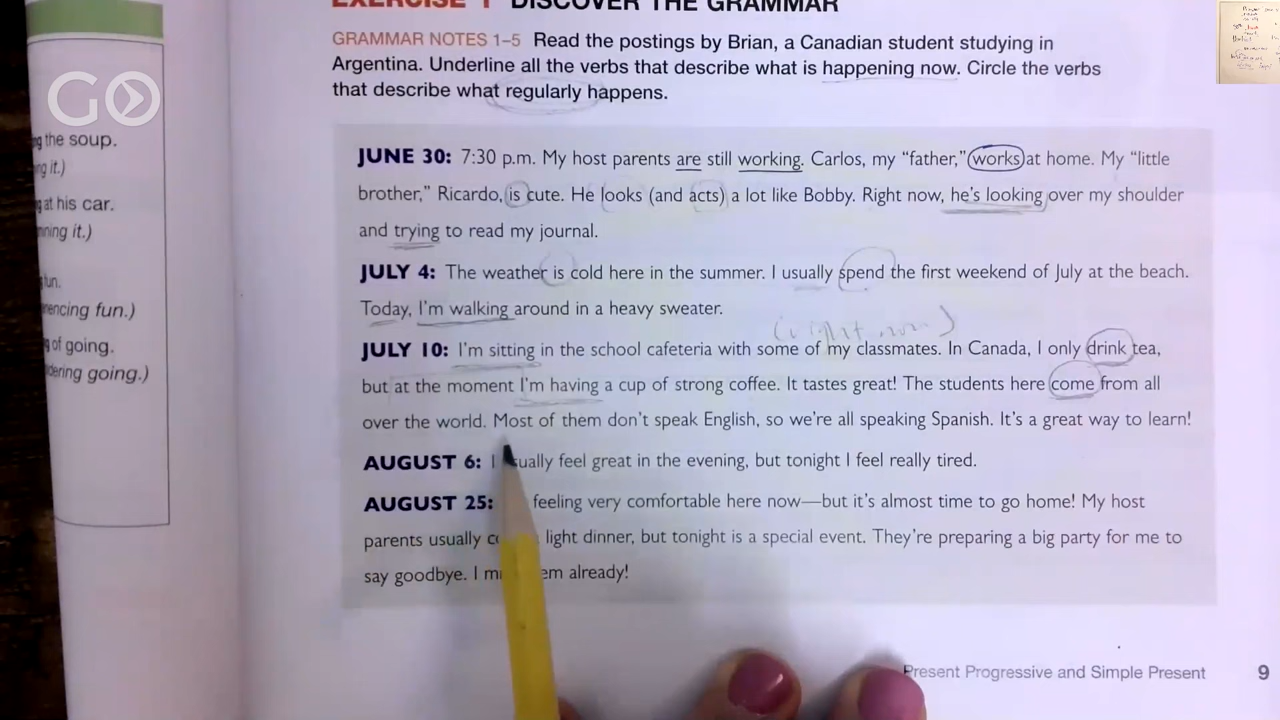 EXERCISE 1 DISCOVER THE GRAMMAR
GRAMMAR NOTES 1–5 Read the postings by Brian, a Canadian student studying in
Argentina. Underline all the verbs that describe what is happening now. Circle the verbs
that describe what regularly happens.
GO
the soup.
ng it.)
at his car.
nning it.)
fun.
encing fun.)
of going.
dering going.)
JUNE 30: 7:30 p.m. My host parents are still working. Carlos, my “father,” works at home. My “little
brother,” Ricardo, is cute. He looks (and acts) a lot like Bobby. Right now, he's looking over my shoulder
and trying to read my journal.
JULY 4: The weather is cold here in the summer. I usually spend the first weekend of July at the beach.
Today, I'm walking around in a heavy sweater.
(right now)
JULY 10: I'm sitting in the school cafeteria with some of my classmates. In Canada, I only drink tea,
but at the moment I'm having a cup of strong coffee. It tastes great! The students here come from all
over the world. Most of them don't speak English, so we're all speaking Spanish. It's a great way to learn!
AUGUST 6: I usually feel great in the evening, but tonight I feel really tired.
AUGUST 25: feeling very comfortable here now—but it's almost time to go home! My host
parents usually light dinner, but tonight is a special event. They're preparing a big party for me to
say goodbye. I already!
Present Progressive and Simple Present 9